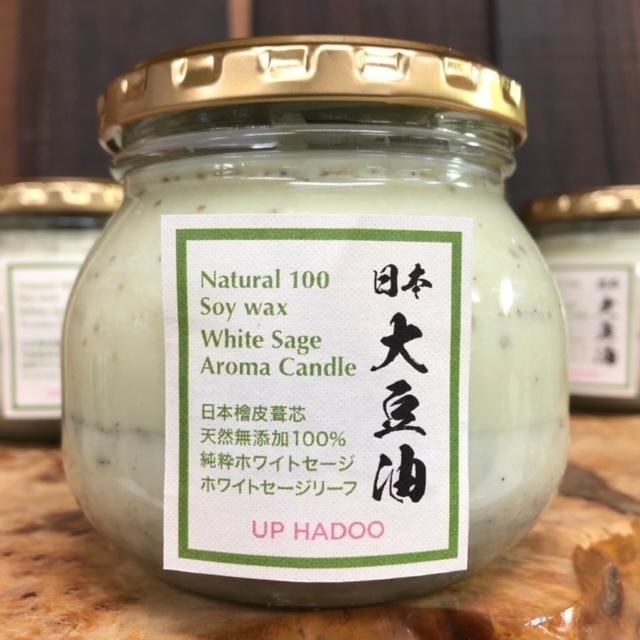 Natural 100
Soy wax
White Sage
Aroma Candle
日本檜皮葺芯
天然無添加100%
純粋ホワイトセージ
ホワイトセージリーフ
日本
大豆油
UP HADOO